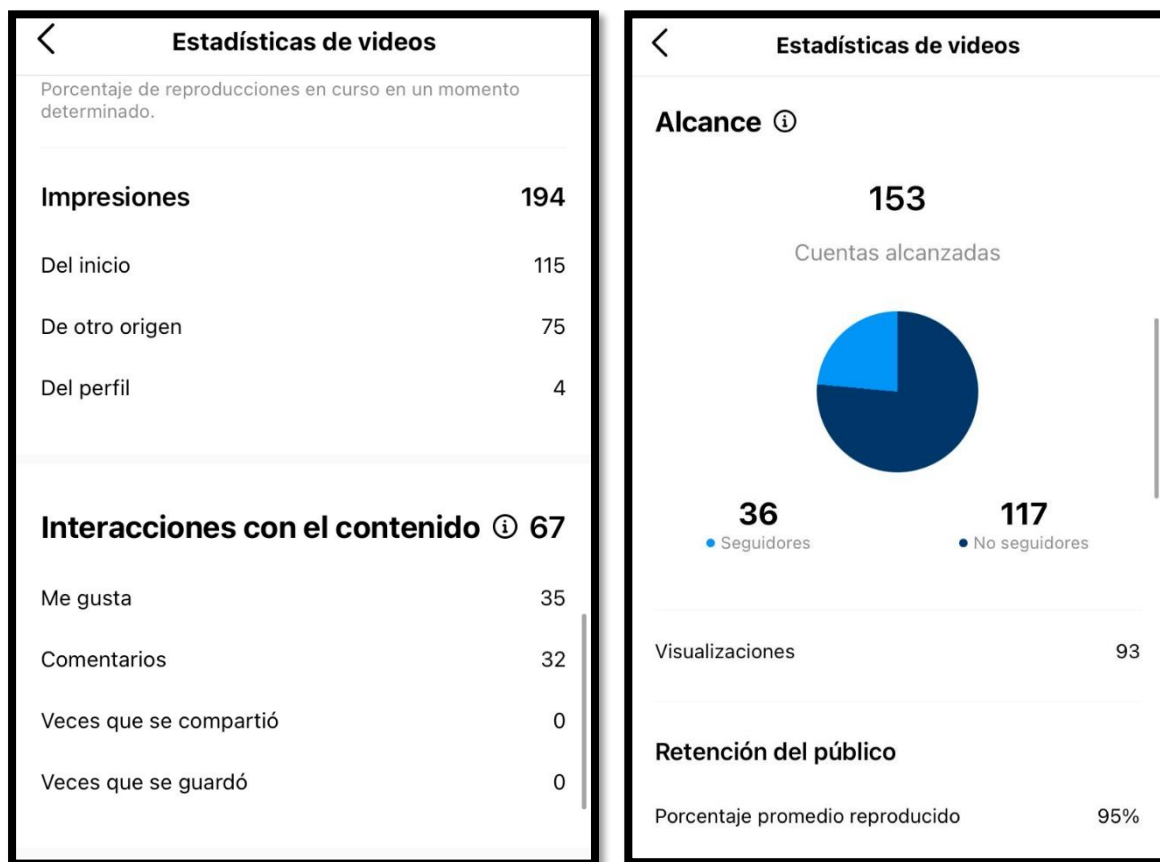 Estadísticas de videos
Porcentaje de reproducciones en curso en un momento
determinado.
Impresiones 194
Del inicio 115
De otro origen 75
Del perfil 4
Interacciones con el contenido 67
Me gusta 35
Comentarios 32
Veces que se compartió 0
Veces que se guardó 0
Estadísticas de videos
Alcance
153
Cuentas alcanzadas
36 117
Seguidores No seguidores
Visualizaciones 93
Retención del público
Porcentaje promedio reproducido 95%